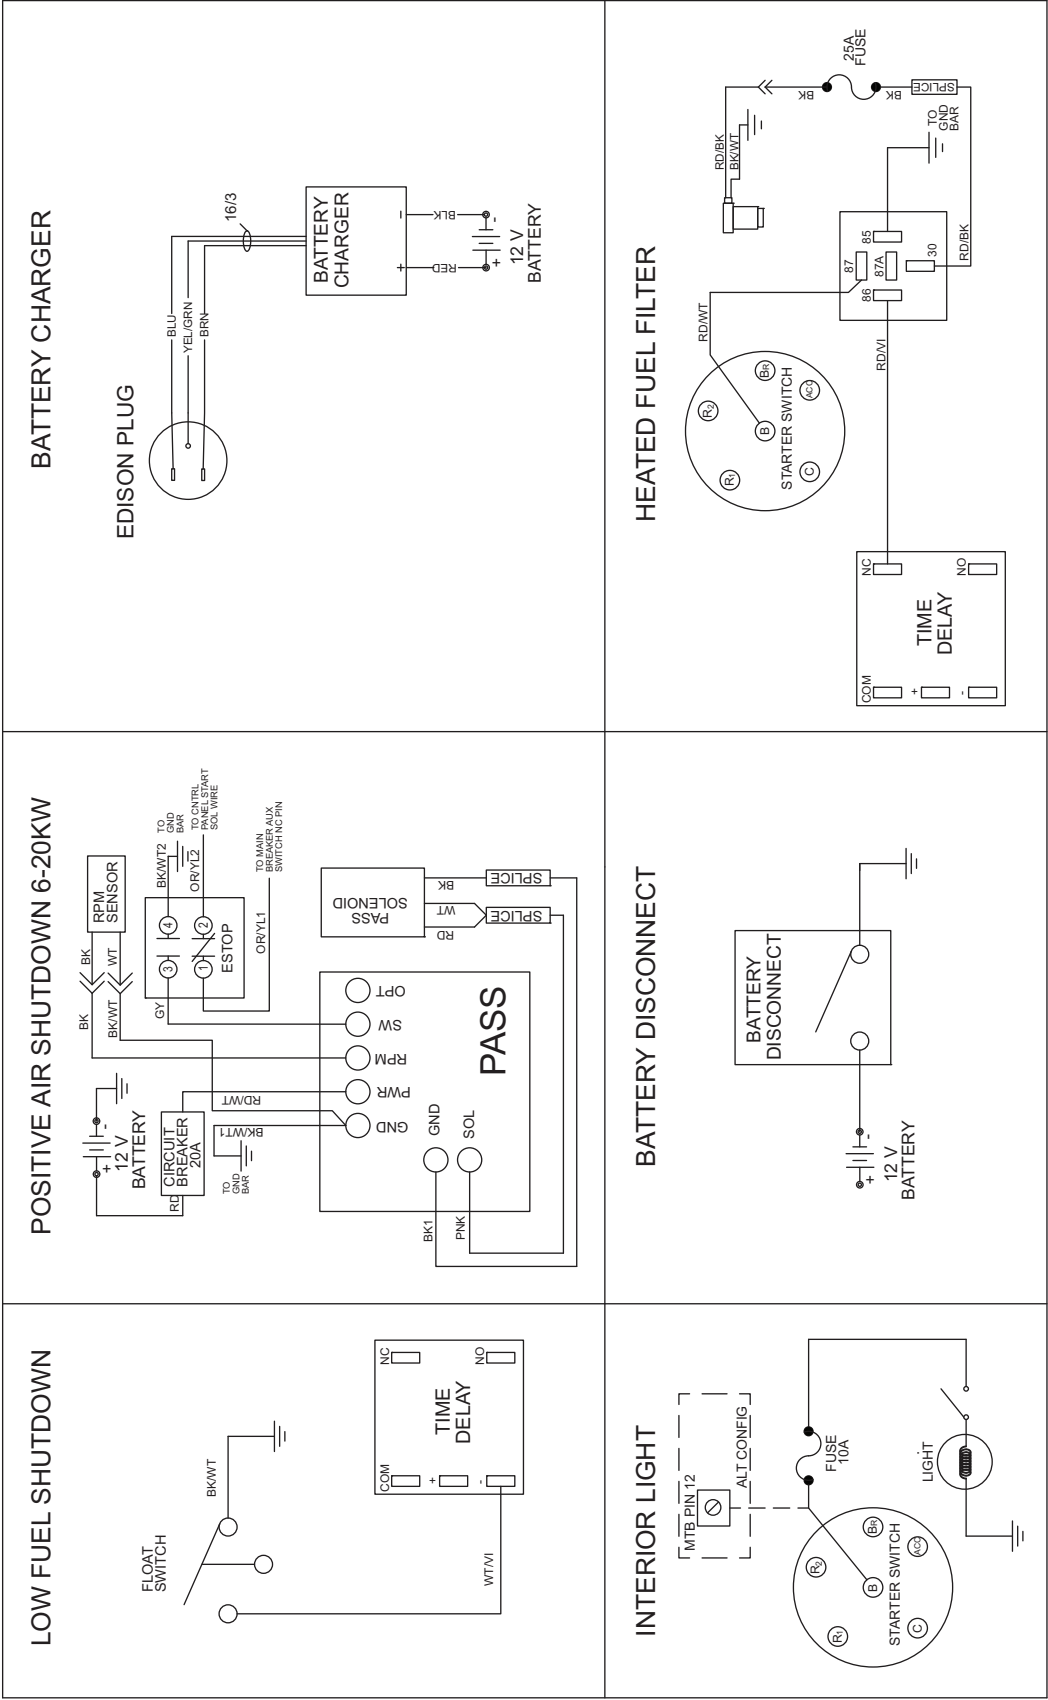 LOW FUEL SHUTDOWN
FLOAT
SWITCH
BK/WT
WT/VI
COM
NC
+
-
NO
TIME
DELAY
POSITIVE AIR SHUTDOWN 6-20KW
+
-
12 V
BATTERY
RD
CIRCUIT
BREAKER
20A
RD/WT
BK/WT1
TO
GND
BAR
BK
BK/WT
BK
WT
RPM
SENSOR
GY
3
4
1
2
ESTOP
BK/WT2
TO
GND
BAR
OR/YL2
TO CNTRL
PANEL START
SOL WIRE
OR/YL1
TO MAIN
BREAKER AUX
SWITCH NC PIN
GND
PWR
RPM
SW
OPT
GND
SOL
PASS
BK1
PNK
PASS
SOLENOID
RD
WT
BK
SPLICE
SPLICE
BATTERY CHARGER
EDISON PLUG
BLU
YEL/GRN
BRN
16/3
BATTERY
CHARGER
+
-
RED
BLK
+
-
12 V
BATTERY
INTERIOR LIGHT
MTB PIN 12
ALT CONFIG
FUSE
10A
LIGHT
R1
R2
B
BR
STARTER SWITCH
C
ACC
BATTERY DISCONNECT
BATTERY
DISCONNECT
+
-
12 V
BATTERY
HEATED FUEL FILTER
R1
R2
B
BR
STARTER SWITCH
C
ACC
RD/WT
RD/BK
BK/WT
BK
25A
FUSE
BK
SPLICE
TO
GND
BAR
87
86
87A
85
30
RD/BK
RD/VI
COM
NC
+
-
NO
TIME
DELAY